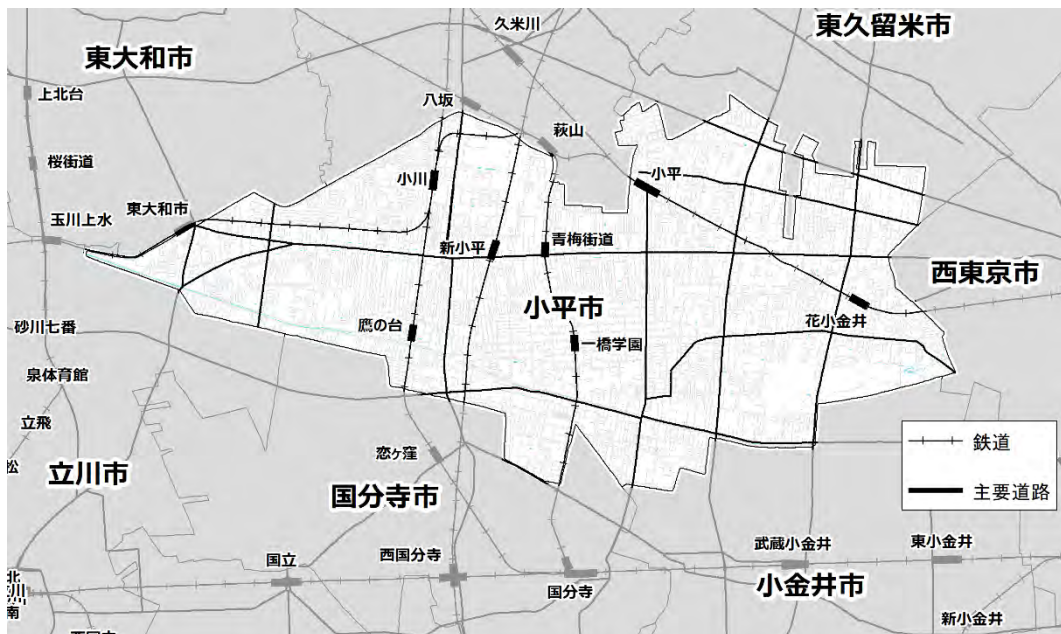 久米川
東久留米市
東大和市
上北台
八坂
萩山
桜街道
小川
小平
東大和市
玉川上水
新小平
青梅街道
西東京市
小平市
花小金井
砂川七番
鷹の台
一橋学園
泉体育館
立飛
鉄道
恋ヶ窪
松
立川市
国分寺市
主要道路
武蔵小金井
東小金井
国立
西国分寺
国分寺
小金井市
北
南
新小金井